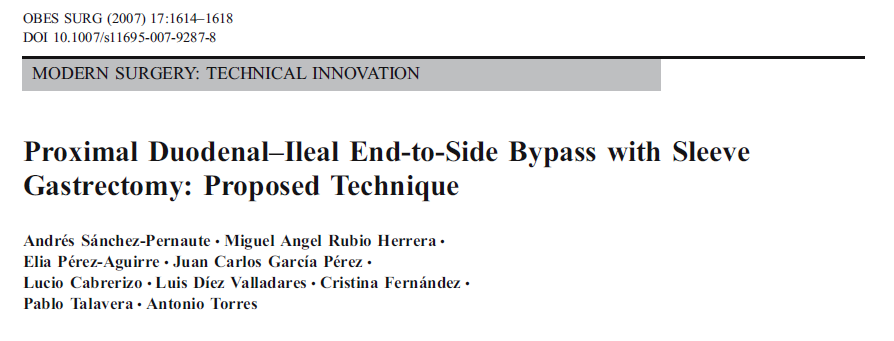 OBES SURG (2007) 17:1614–1618
DOI 10.1007/s11695-007-9287-8
MODERN SURGERY: TECHNICAL INNOVATION
Proximal Duodenal–Ileal End-to-Side Bypass with Sleeve
Gastrectomy: Proposed Technique
Andrés Sánchez-Pernaute · Miguel Angel Rubio Herrera ·
Elia Pérez-Aguirre · Juan Carlos García Pérez ·
Lucio Cabrerizo · Luis Díez Valladares · Cristina Fernández ·
Pablo Talavera · Antonio Torres